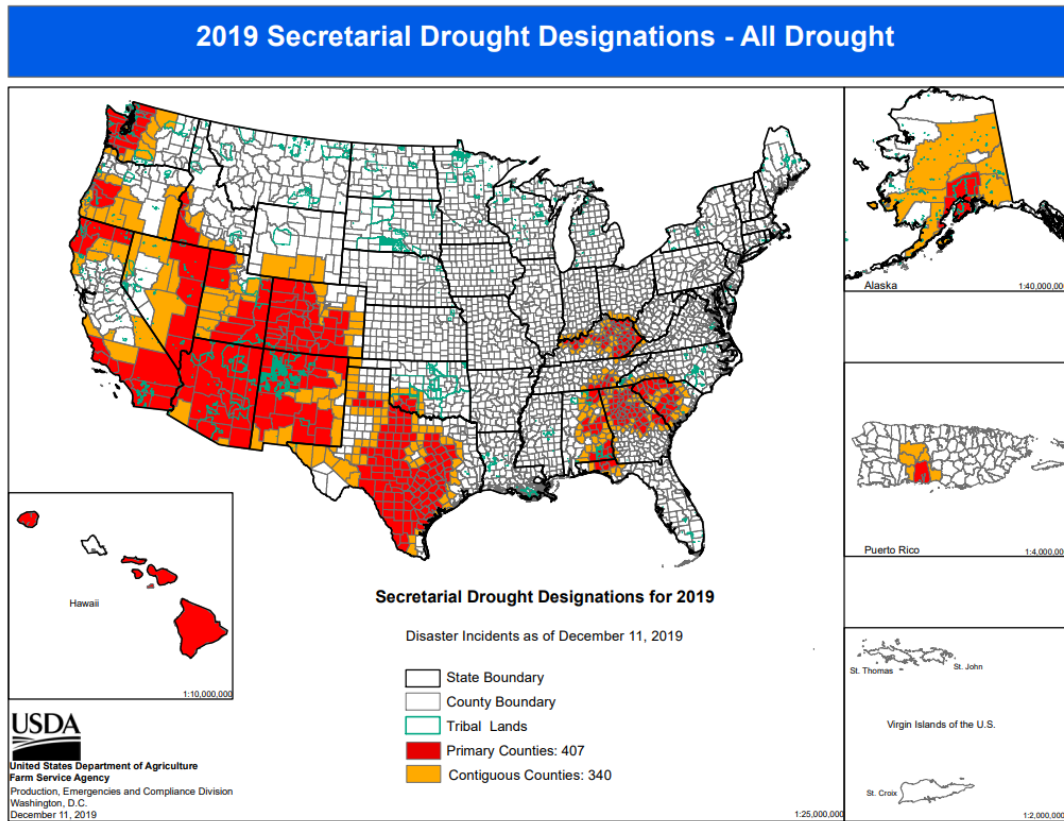 2019 Secretarial Drought Designations - All Drought
Alaska
1:40,000,000
Puerto Rico
1:4,000,000
Hawaii
1:10,000,000
Secretarial Drought Designations for 2019
Disaster Incidents as of December 11, 2019
State Boundary
County Boundary
Tribal Lands
Primary Counties: 407
Contiguous Counties: 340
St. Thomas
St. John
Virgin Islands of the U.S.
St. Croix
USDA
United States Department of Agriculture
Farm Service Agency
Production, Emergencies and Compliance Division
Washington, D.C.
December 11, 2019
1:25,000,000
1:2,000,000